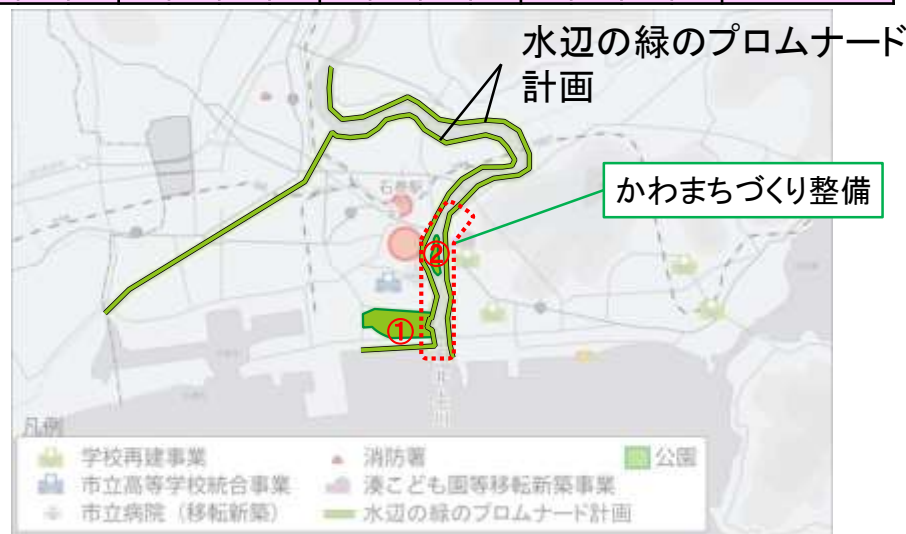 水辺の緑のプロムナード
計画
かわまちづくり整備
石巻駅
②
①
北上川
凡例
学校再建事業
消防署
公園
市立高等学校統合事業
湊こども園等移転新築事業
市立病院（移転新築）
水辺の緑のプロムナード計画